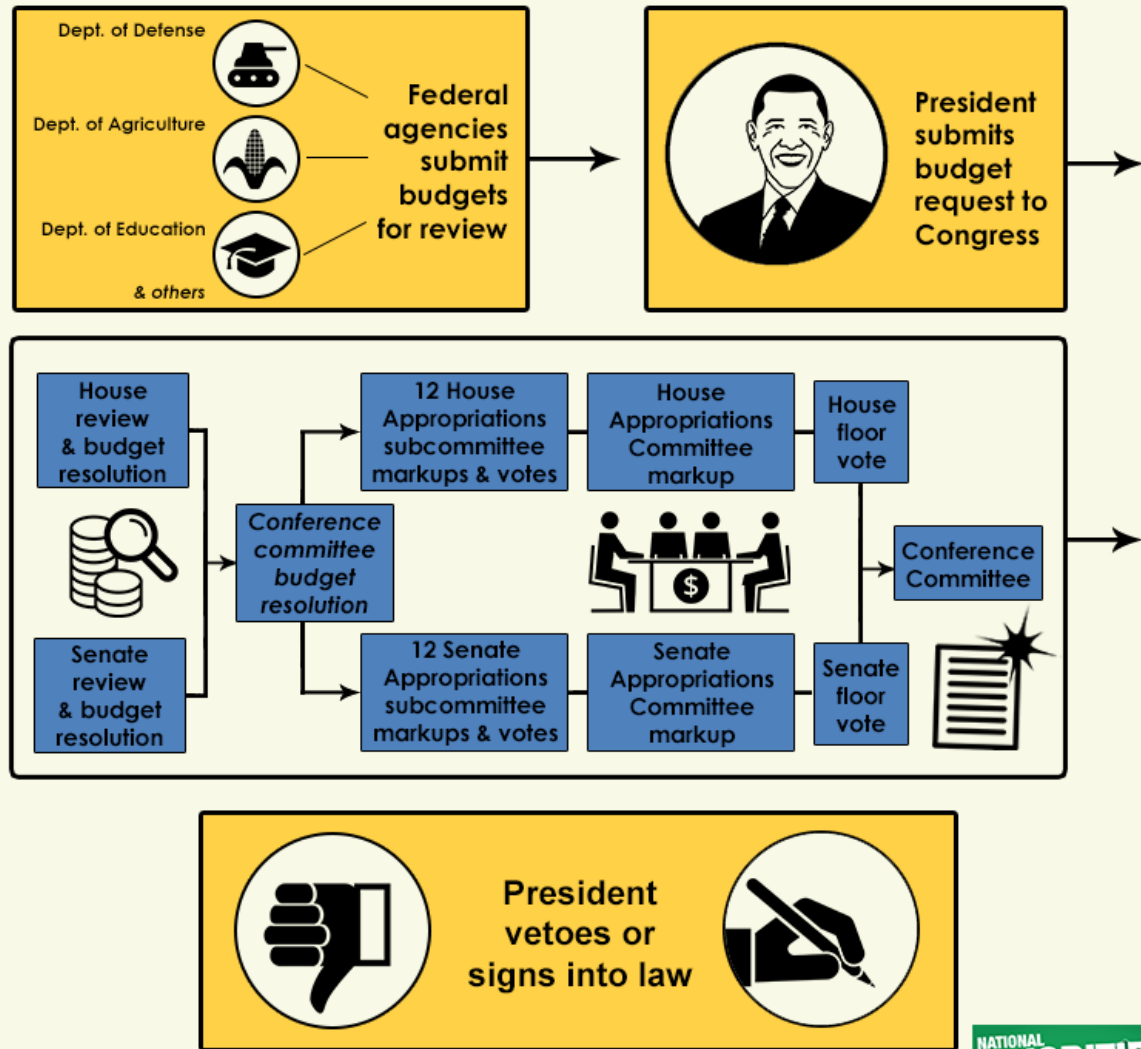 Dept. of Defense
Dept. of Agriculture
Dept. of Education
& others
Federal
agencies
submit
budgets
for review
President
submits
budget
request to
Congress
House
review
& budget
resolution
Senate
review
& budget
resolution
Conference
committee
budget
resolution
12 House
Appropriations
subcommittee
markups & votes
House
Appropriations
Committee
markup
House
floor
vote
$
12 Senate
Appropriations
subcommittee
markups & votes
Senate
Appropriations
Committee
markup
Senate
floor
vote
Conference
Committee
President
vetoes or
signs into law
NATIONAL